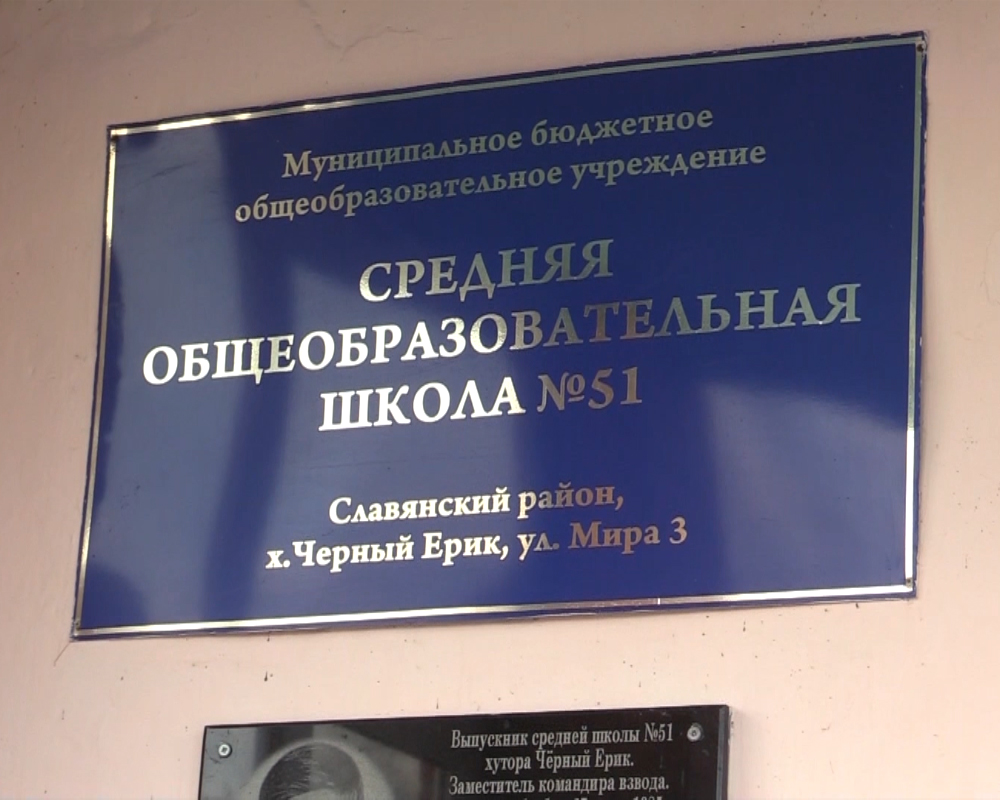 Муниципальное бюджетное
общеобразовательное учреждение
СРЕДНЯЯ
ОБЩЕОБРАЗОВАТЕЛЬНАЯ
ШКОЛА №51
Славянский район,
х.Черный Ерик, ул. Мира 3
Выпускник средней школы №51
хутора Чёрный Ерик.
Заместитель командира взвода.